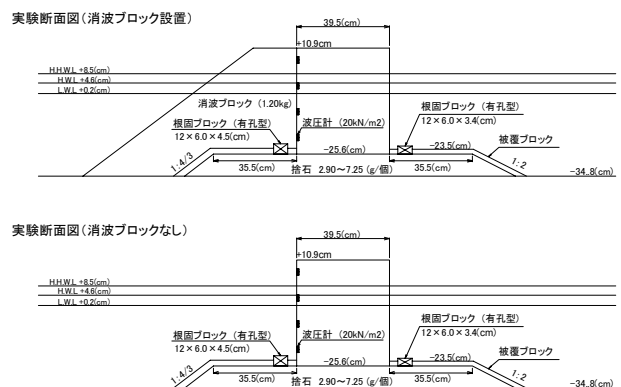 実験断面図(消波ブロック設置)
39.5(cm)
+10.9cm
H.H.W.L +8.5(cm)
H.W.L +4.6(cm)
L.W.L +0.2(cm)
消波ブロック (1.20kg)
根固ブロック (有孔型)
12×6.0×4.5(cm)
波圧計 (20kN/m2)
根固ブロック (有孔型)
12×6.0×3.4(cm)
被覆ブロック
-25.6(cm)
-23.5(cm)
1:4/3
1:2
35.5(cm)
捨石 2.90~7.25 (g/個)
35.5(cm)
-34.8(cm)
実験断面図(消波ブロックなし)
39.5(cm)
+10.9cm
H.H.W.L +8.5(cm)
H.W.L +4.6(cm)
L.W.L +0.2(cm)
根固ブロック (有孔型)
12×6.0×4.5(cm)
波圧計 (20kN/m2)
根固ブロック (有孔型)
12×6.0×3.4(cm)
被覆ブロック
-25.6(cm)
-23.5(cm)
1:4/3
1:2
35.5(cm)
捨石 2.90~7.25 (g/個)
35.5(cm)
-34.8(cm)